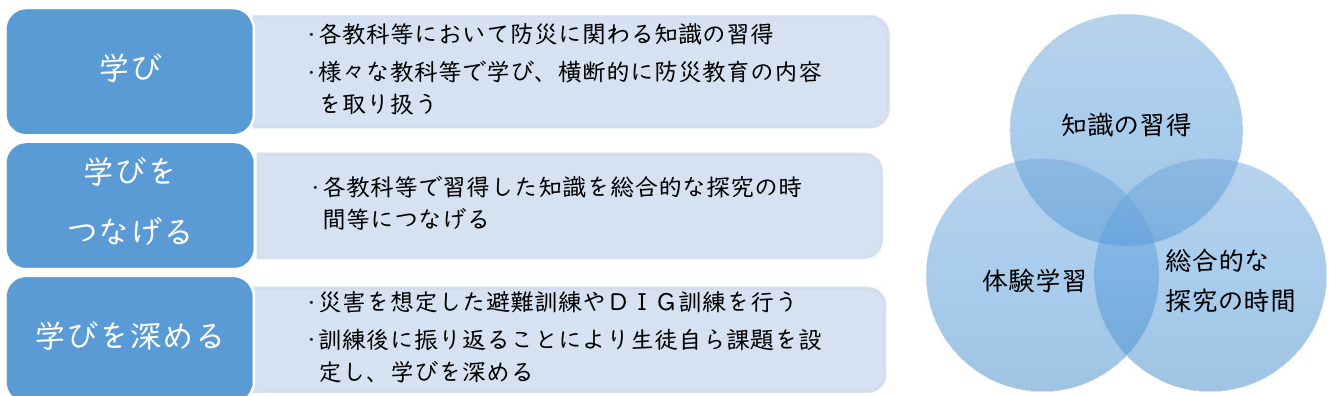 学び
・各教科等において防災に関わる知識の習得
・様々な教科等で学び、横断的に防災教育の内容
を取り扱う
学びを
つなげる
・各教科等で習得した知識を総合的な探究の時
間等につなげる
学びを深める
・災害を想定した避難訓練やＤＩＧ訓練を行う
・訓練後に振り返ることにより生徒自ら課題を設
定し、学びを深める
知識の習得
体験学習
総合的な
探究の時間